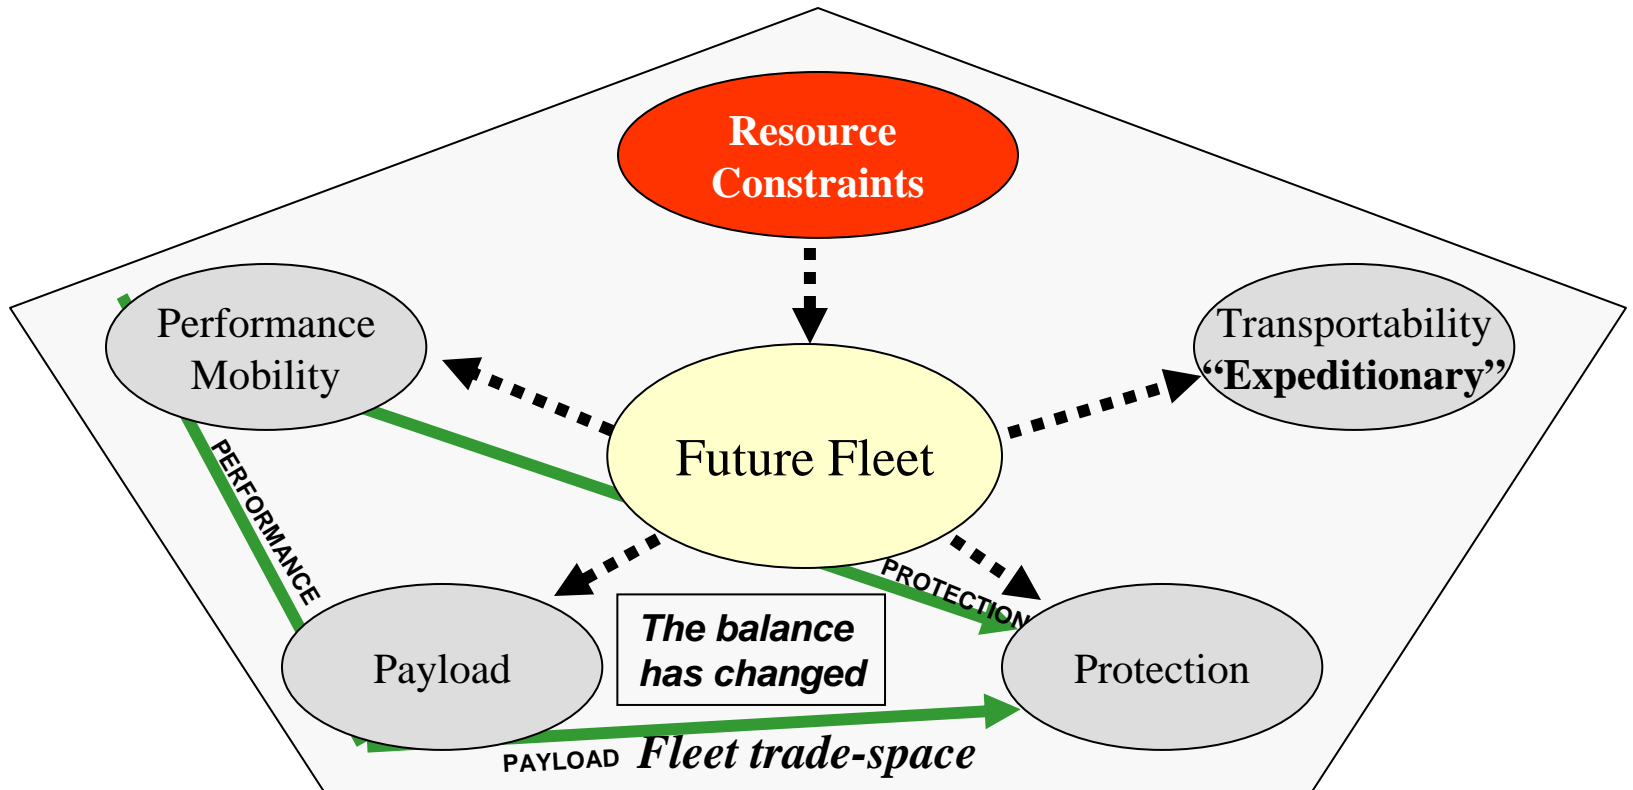 Resource
Constraints
Performance
Mobility
Transportability
“Expeditionary”
Future Fleet
PERFORMANCE
PROTECTION
The balance
has changed
Payload
Protection
PAYLOAD
Fleet trade-space